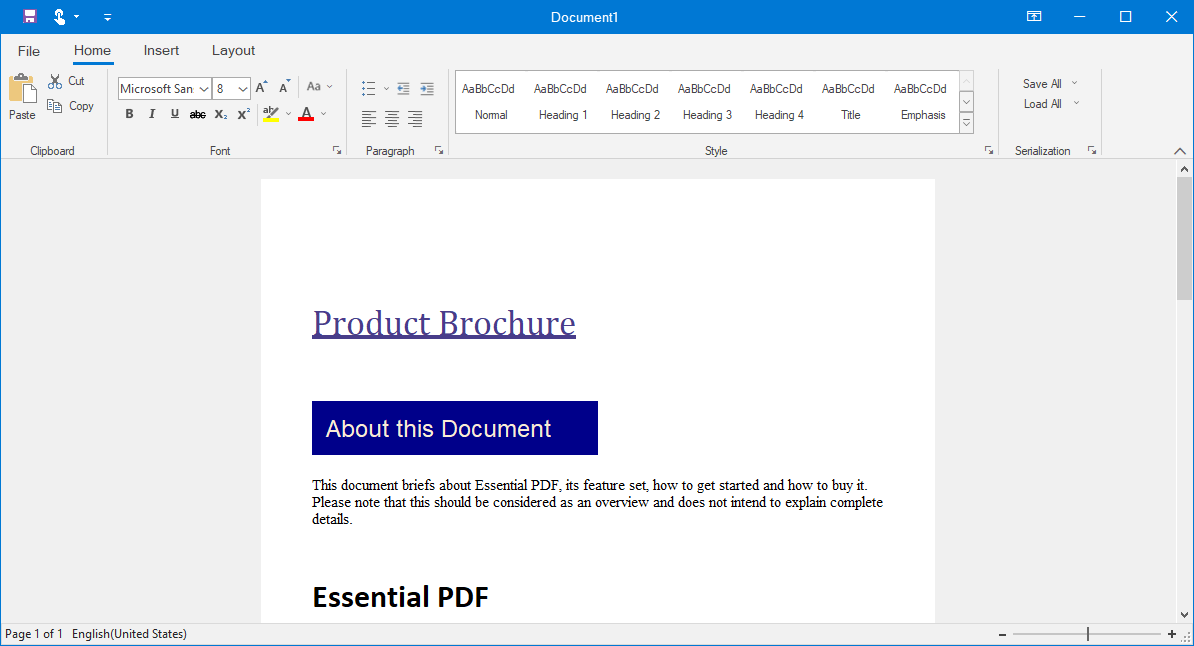 Document1
File Home Insert Layout
Paste
Cut
Copy
Clipboard
Microsoft San 8 A A Aa
B I U abc X₂ X² ab A
Font
Paragraph
AaBbCcDd AaBbCcDd AaBbCcDd AaBbCcDd AaBbCcDd AaBbCcDd AaBbCcDd
Normal Heading 1 Heading 2 Heading 3 Heading 4 Title Emphasis
Style
Save All
Load All
Serialization
Product Brochure
About this Document
This document briefs about Essential PDF, its feature set, how to get started and how to buy it.
Please note that this should be considered as an overview and does not intend to explain complete
details.
Essential PDF
Page 1 of 1 English(United States)